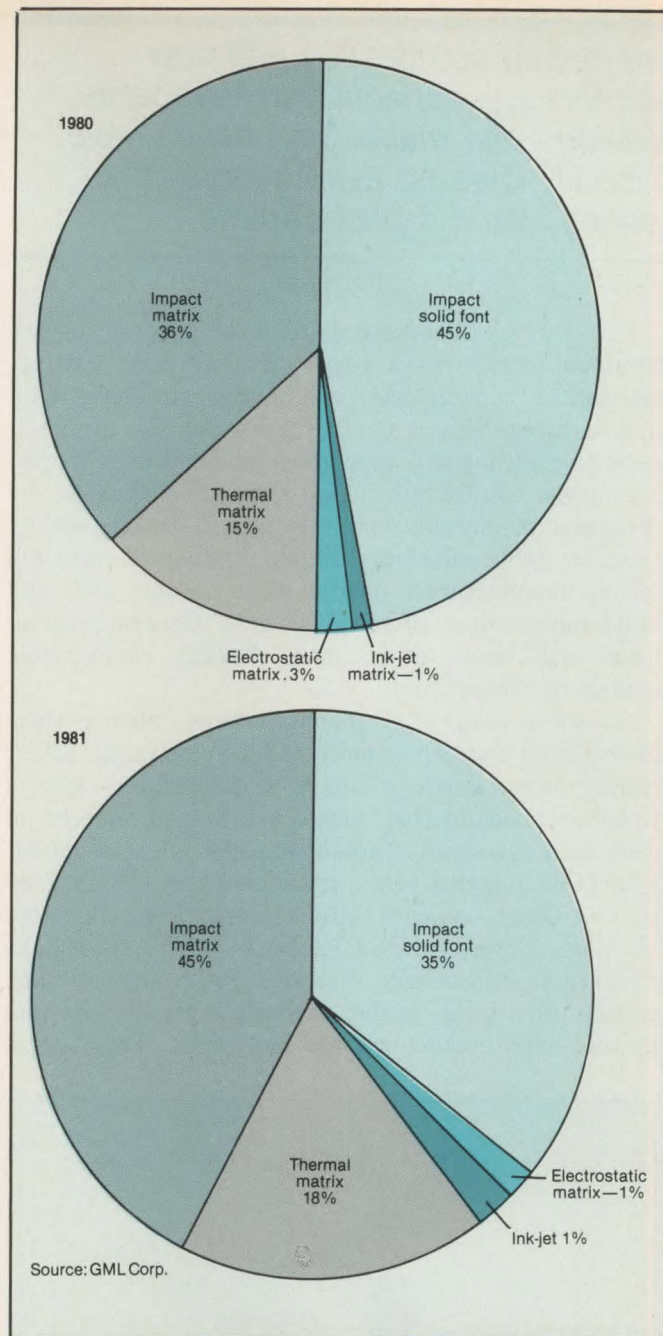 1980
Impact
matrix
36%
Impact
solid font
45%
Thermal
matrix
15%
Electrostatic
matrix.3%
Ink-jet
matrix—1%
1981
Impact
matrix
45%
Impact
solid font
35%
Thermal
matrix
18%
Electrostatic
matrix—1%
Ink-jet 1%
Source: GML Corp.